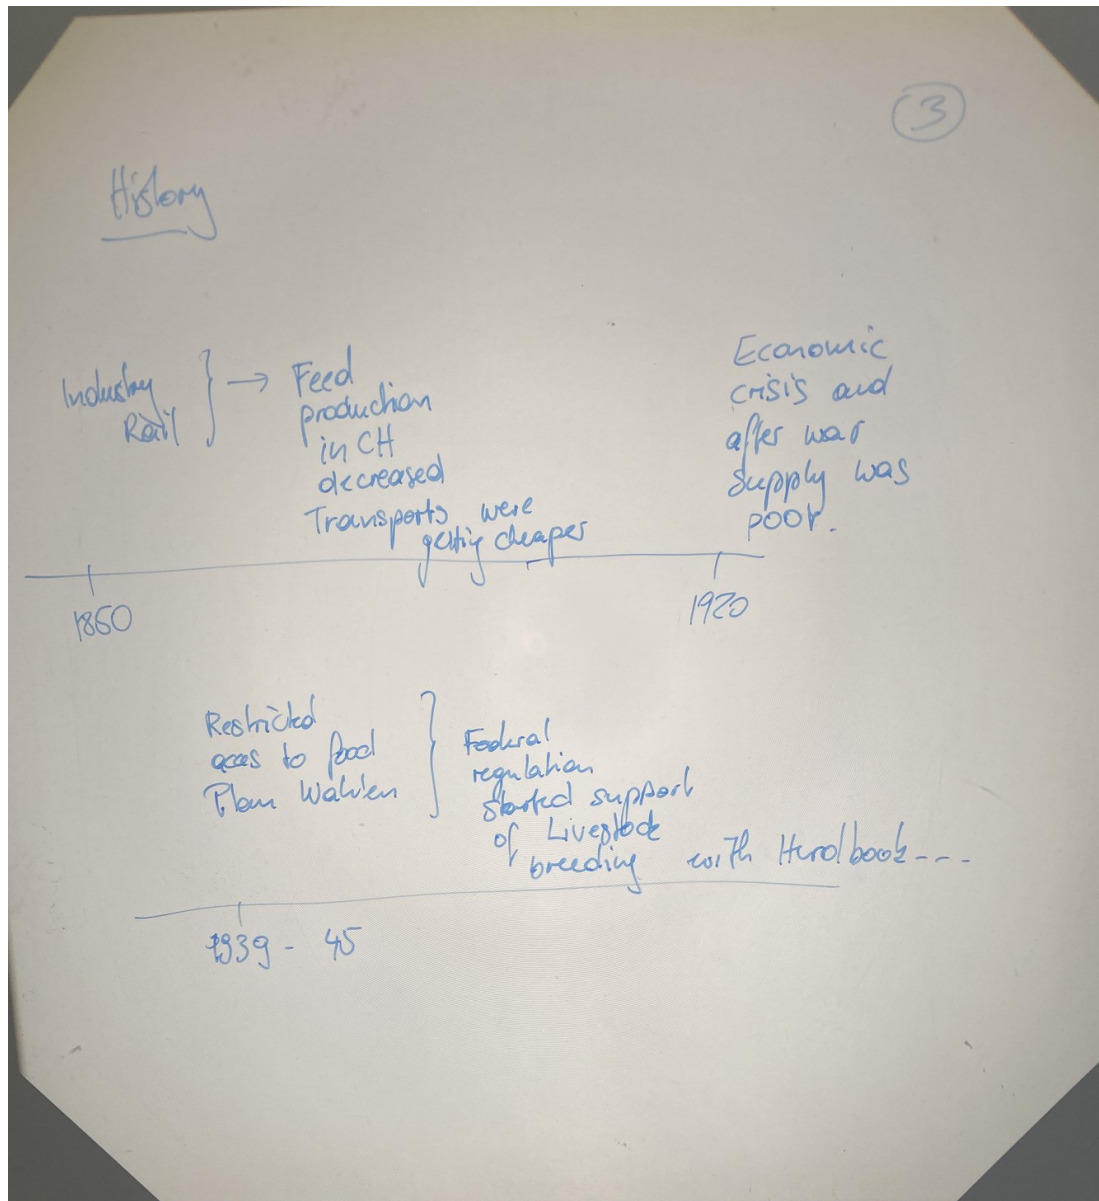 3
History
Industry
Rail
→ Feed
production
in CH
decreased
Transports were
gettig cheaper
Economic
crisis and
after war
supply was
poor.
1850
1920
Restricted
acces to food
Plan Wahlen
Federal
regulation
started support
of Livestock
breeding with Herdbook---
1939 - 45